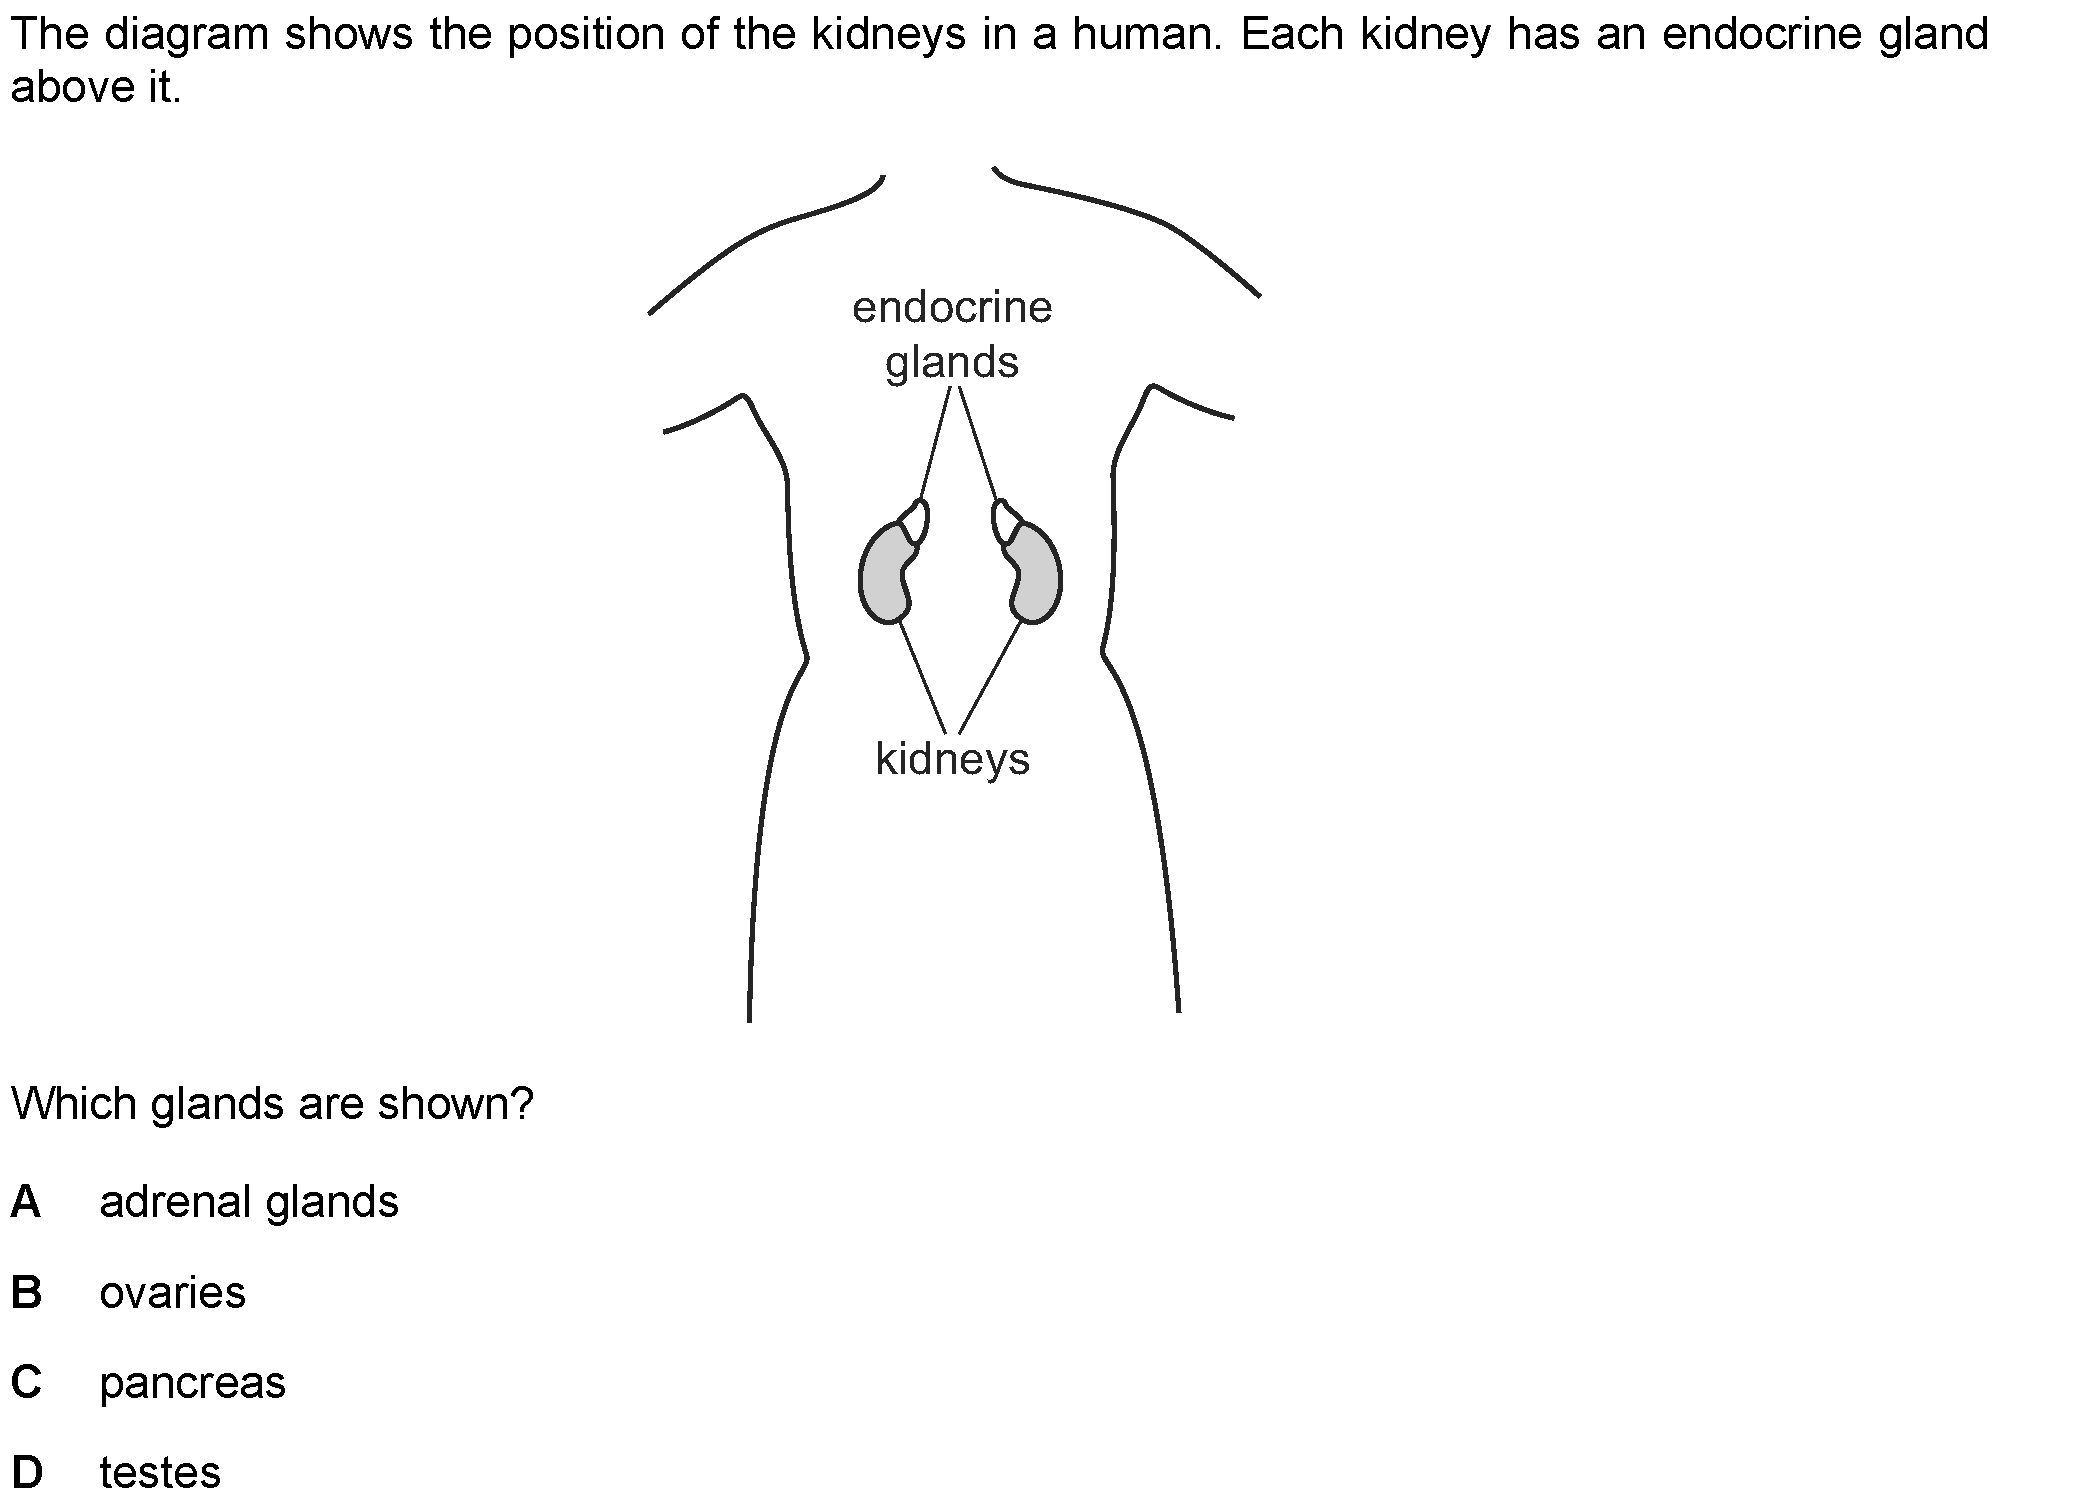 The diagram shows the position of the kidneys in a human. Each kidney has an endocrine gland
above it.
endocrine
glands
kidneys
Which glands are shown?
A adrenal glands
B ovaries
C pancreas
D testes